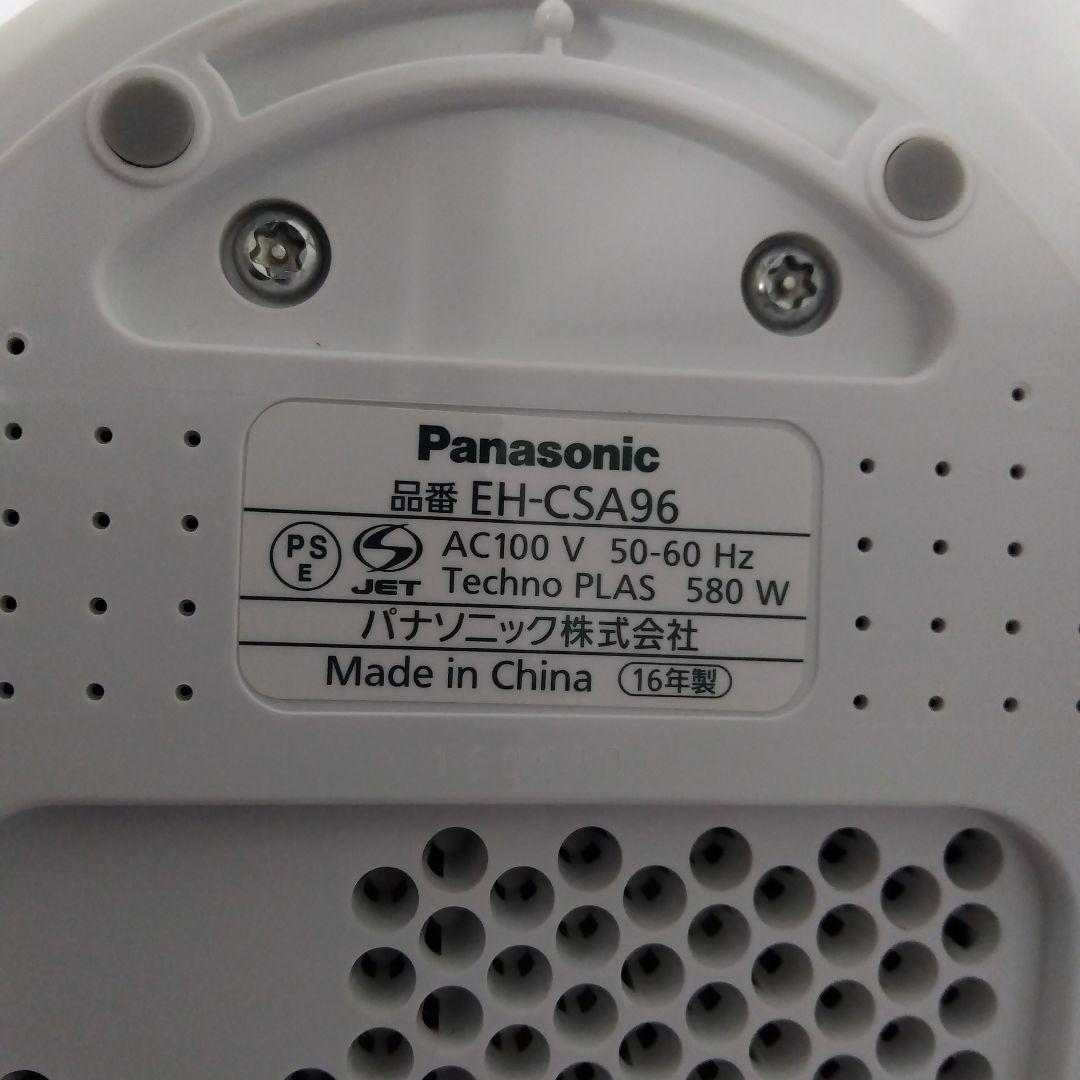 Panasonic
品番 EH-CSA96
PS
E
JET
AC100 V 50-60 Hz
Techno PLAS 580 W
パナソニック株式会社
Made in China 16年製